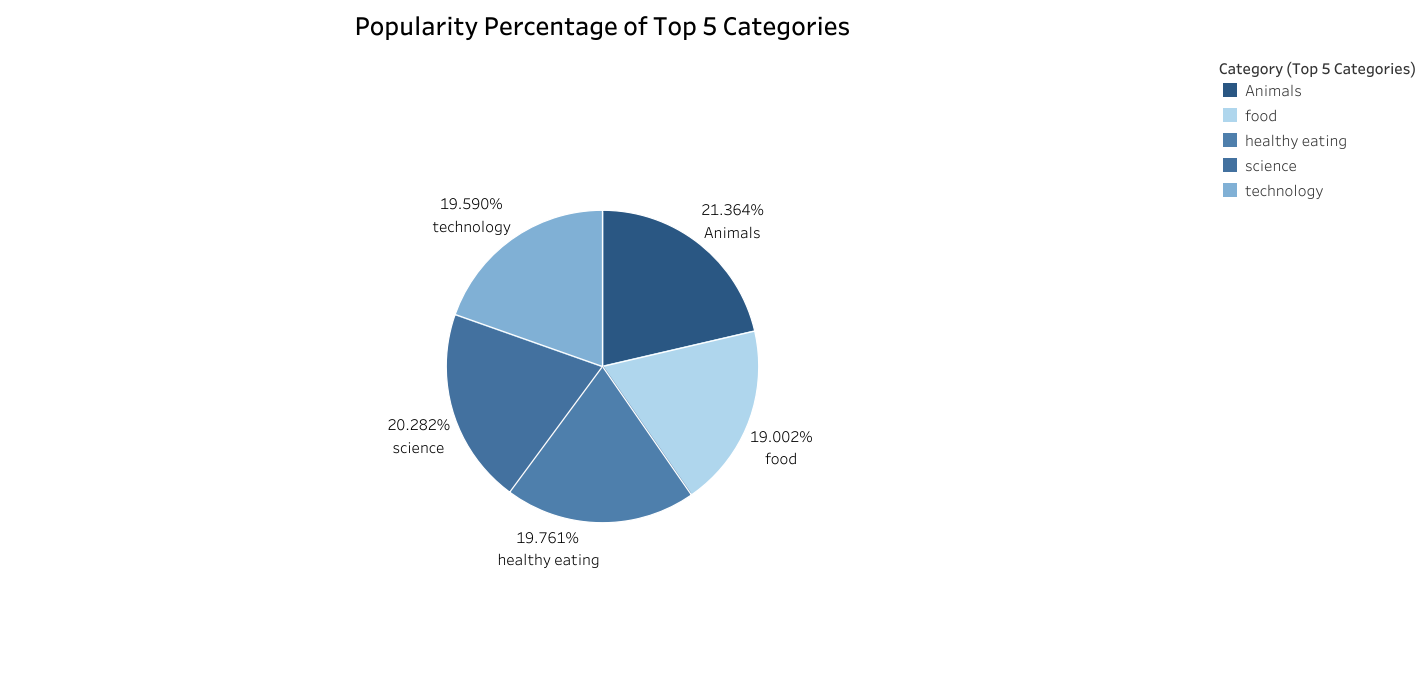 Popularity Percentage of Top 5 Categories
Category (Top 5 Categories)
Animals
food
healthy eating
science
technology
19.590%
technology
21.364%
Animals
20.282%
science
19.002%
food
19.761%
healthy eating